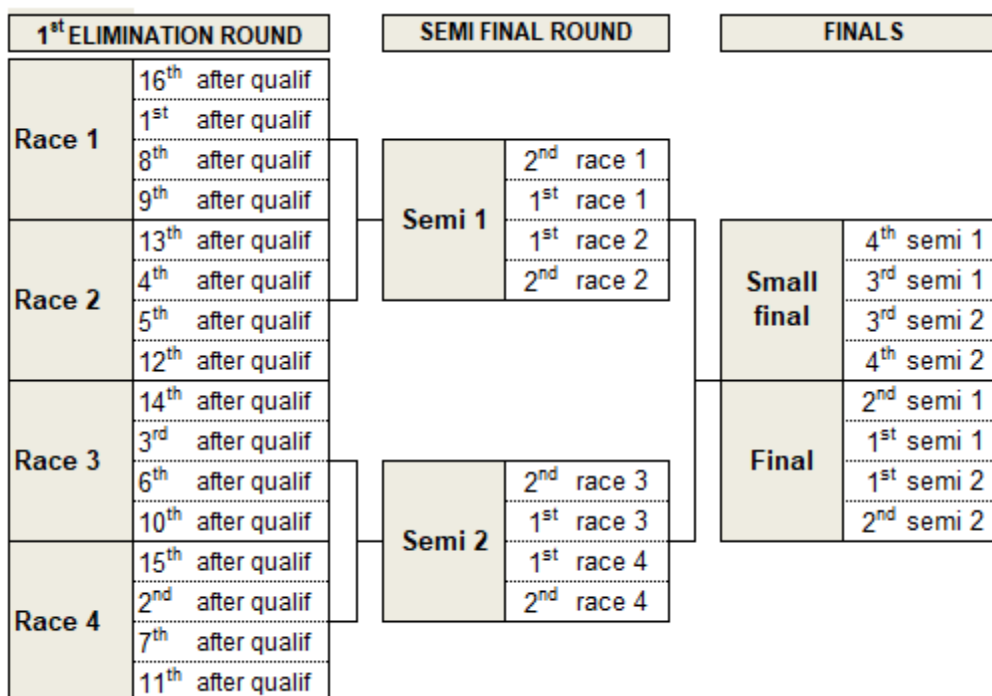 1st ELIMINATION ROUND
Race 1
16th after qualif
1st after qualif
8th after qualif
9th after qualif
Race 2
13th after qualif
4th after qualif
5th after qualif
12th after qualif
Race 3
14th after qualif
3rd after qualif
6th after qualif
10th after qualif
Race 4
15th after qualif
2nd after qualif
7th after qualif
11th after qualif
SEMI FINAL ROUND
Semi 1
2nd race 1
1st race 1
1st race 2
2nd race 2
Semi 2
2nd race 3
1st race 3
1st race 4
2nd race 4
FINALS
Small
final
4th semi 1
3rd semi 1
3rd semi 2
4th semi 2
Final
2nd semi 1
1st semi 1
1st semi 2
2nd semi 2